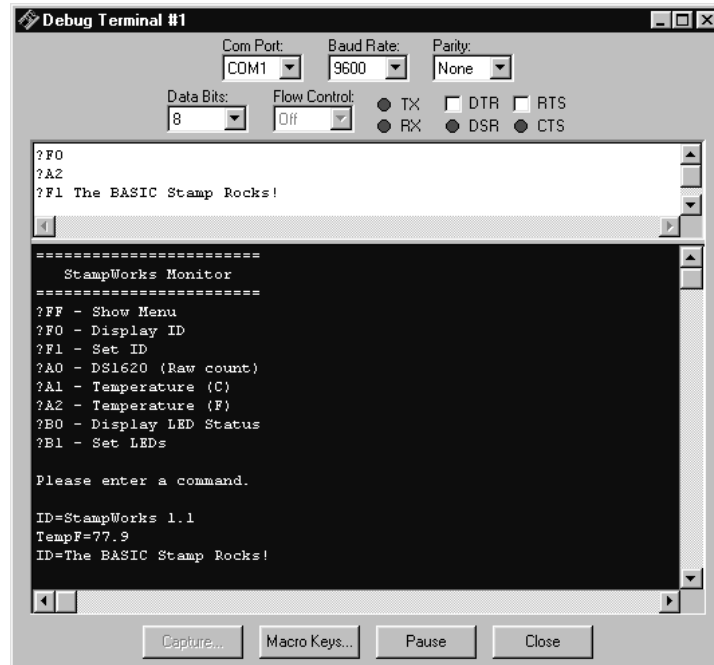 Debug Terminal #1
Com Port: Baud Rate: Parity:
COM1 9600 None
Data Bits: Flow Control:
8 Off
TX DTR RTS
RX DSR CTS
?F0
?A2
?F1 The BASIC Stamp Rocks!
========================
StampWorks Monitor
========================
?FF - Show Menu
?F0 - Display ID
?F1 - Set ID
?A0 - DS1620 (Raw count)
?A1 - Temperature (C)
?A2 - Temperature (F)
?B0 - Display LED Status
?B1 - Set LEDs
Please enter a command.
ID=StampWorks 1.1
TempF=77.9
ID=The BASIC Stamp Rocks!
Capture... Macro Keys... Pause Close